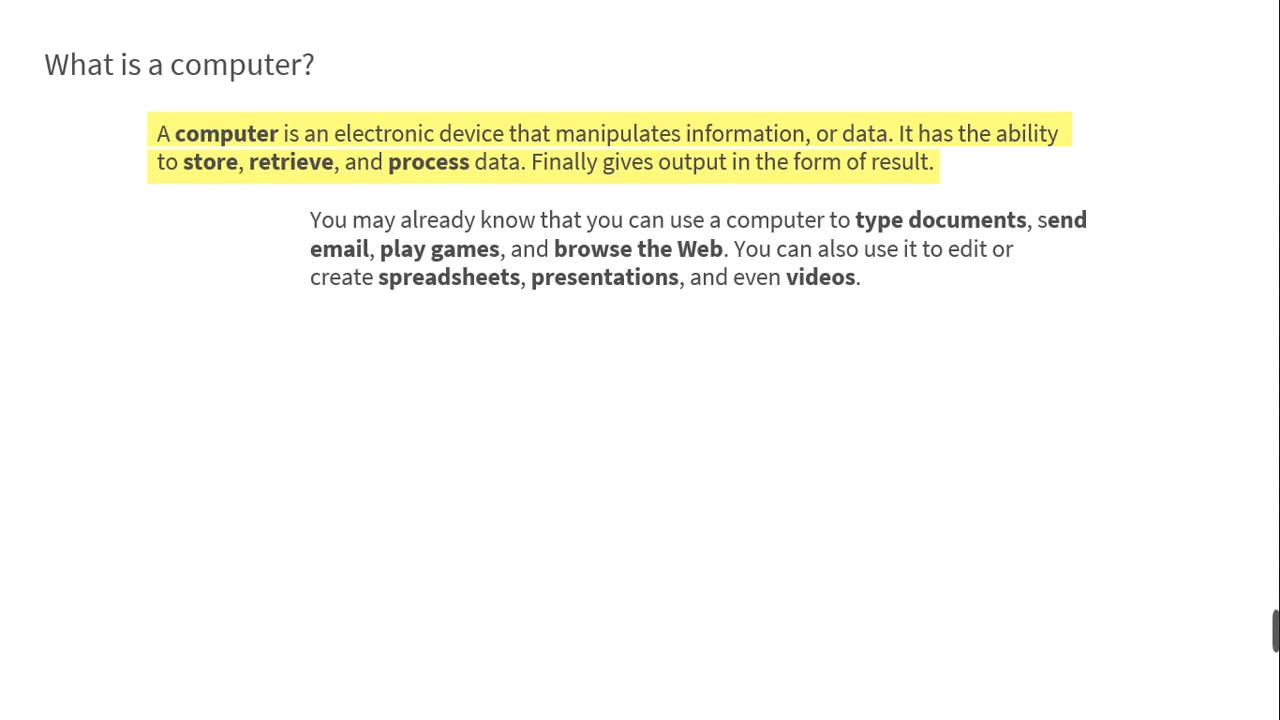 What is a computer?
A computer is an electronic device that manipulates information, or data. It has the ability
to store, retrieve, and process data. Finally gives output in the form of result.
You may already know that you can use a computer to type documents, send
email, play games, and browse the Web. You can also use it to edit or
create spreadsheets, presentations, and even videos.